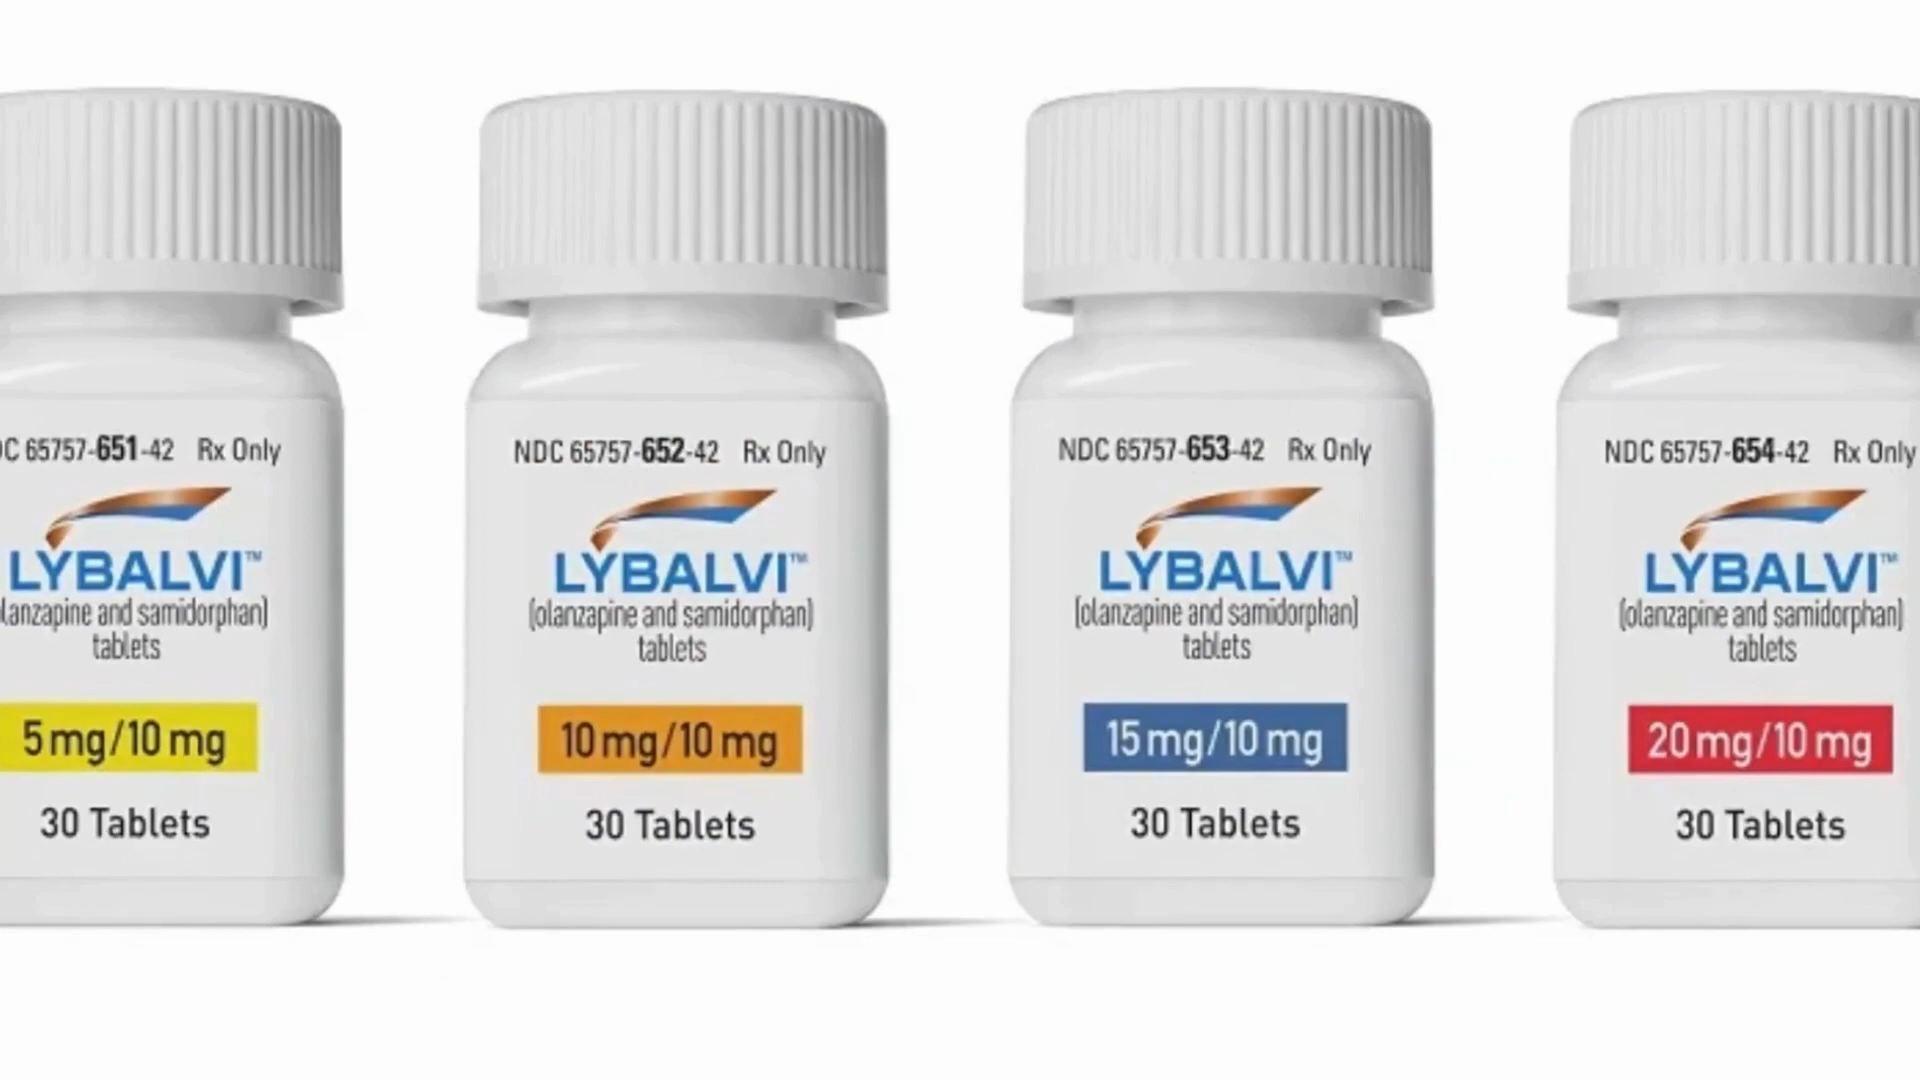 C 65757-651-42 Rx Only
LYBALVI™
lanzapine and samidorphan)
tablets
5 mg/10 mg
30 Tablets
NDC 65757-652-42 Rx Only
LYBALVI™
(olanzapine and samidorphan)
tablets
10 mg/10 mg
30 Tablets
NDC 65757-653-42 Rx Only
LYBALVI™
(olanzapine and samidorphan)
tablets
15 mg/10 mg
30 Tablets
NDC 65757-654-42 Rx Only
LYBALVI™
(olanzapine and samidorphan)
tablets
20 mg/10 mg
30 Tablets